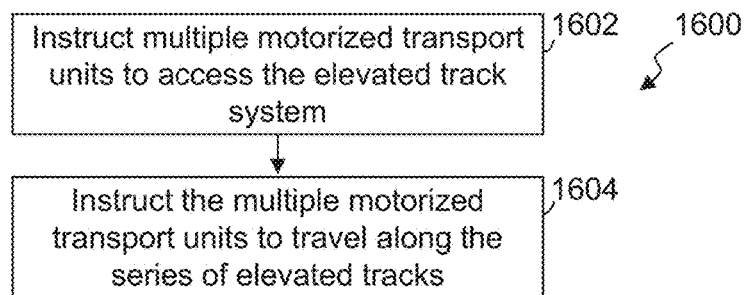 Instruct multiple motorized transport
units to access the elevated track
system
1602
1600
Instruct the multiple motorized
transport units to travel along the
series of elevated tracks
1604